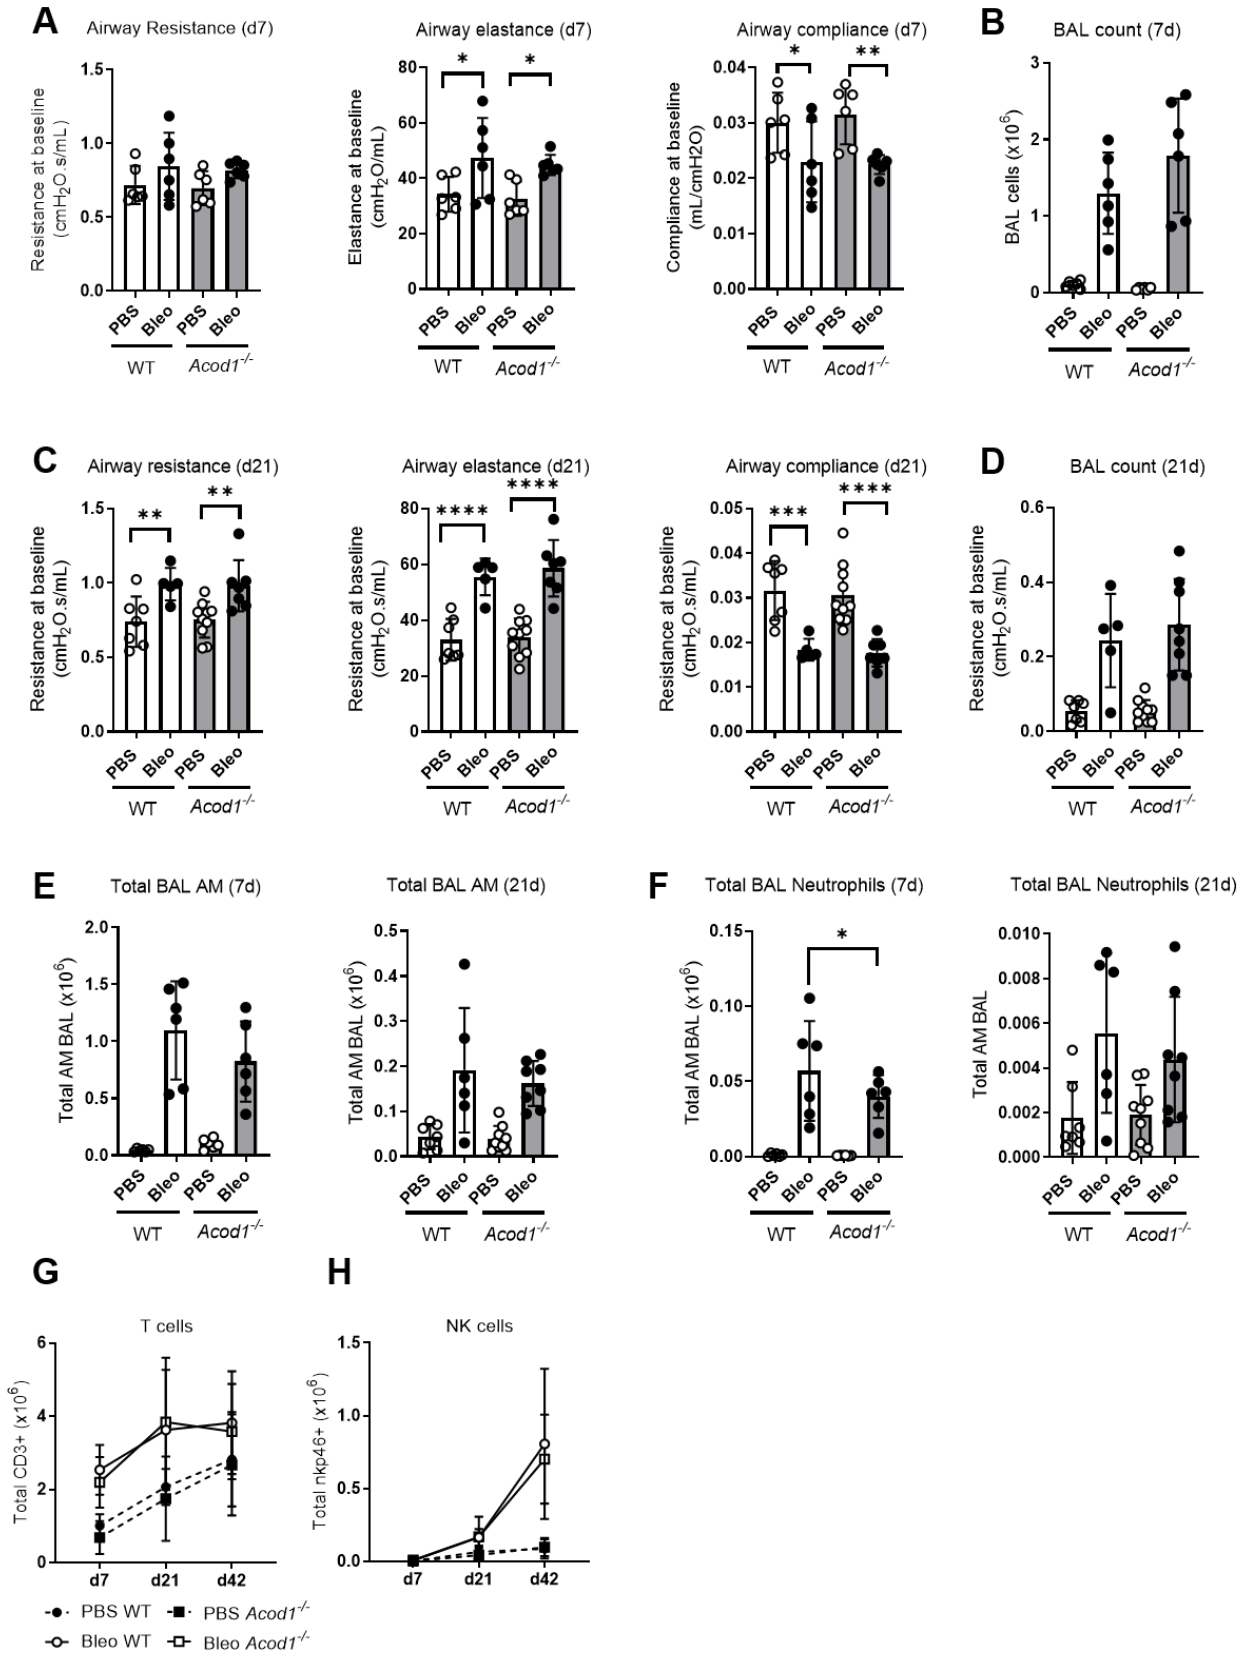 A
Airway Resistance (d7)
Resistance at baseline
(cmH2O.s/mL)
1.5
1.0
0.5
0.0
PBS
Bleo
PBS
Bleo
WT
Acod1-/-
Airway elastance (d7)
Elastance at baseline
(cmH2O/mL)
80
60
40
20
0
* *
PBS
Bleo
PBS
Bleo
WT
Acod1-/-
Airway compliance (d7)
Compliance at baseline
(mL/cmH2O)
0.04
0.03
0.02
0.01
0.00
* **
PBS
Bleo
PBS
Bleo
WT
Acod1-/-
B
BAL count (7d)
BAL cells (x10^6)
3
2
1
0
PBS
Bleo
PBS
Bleo
WT
Acod1-/-
C
Airway resistance (d21)
Resistance at baseline
(cmH2O.s/mL)
1.5
1.0
0.5
0.0
** **
PBS
Bleo
PBS
Bleo
WT
Acod1-/-
Airway elastance (d21)
Resistance at baseline
(cmH2O.s/mL)
80
60
40
20
0
**** ****
PBS
Bleo
PBS
Bleo
WT
Acod1-/-
Airway compliance (d21)
Resistance at baseline
(cmH2O.s/mL)
0.05
0.04
0.03
0.02
0.01
0.00
*** ****
PBS
Bleo
PBS
Bleo
WT
Acod1-/-
D
BAL count (21d)
Resistance at baseline
(cmH2O.s/mL)
0.6
0.4
0.2
0.0
PBS
Bleo
PBS
Bleo
WT
Acod1-/-
E
Total BAL AM (7d)
Total AM BAL (x10^6)
2.0
1.5
1.0
0.5
0.0
PBS
Bleo
PBS
Bleo
WT
Acod1-/-
Total BAL AM (21d)
Total AM BAL (x10^6)
0.5
0.4
0.3
0.2
0.1
0.0
PBS
Bleo
PBS
Bleo
WT
Acod1-/-
F
Total BAL Neutrophils (7d)
Total AM BAL (x10^6)
0.15
0.10
0.05
0.00
*
PBS
Bleo
PBS
Bleo
WT
Acod1-/-
Total BAL Neutrophils (21d)
Total AM BAL
0.010
0.008
0.006
0.004
0.002
0.000
PBS
Bleo
PBS
Bleo
WT
Acod1-/-
G
T cells
Total CD3+ (x10^6)
6
4
2
0
d7 d21 d42
H
NK cells
Total nkp46+ (x10^6)
1.5
1.0
0.5
0.0
d7 d21 d42
PBS WT PBS Acod1-/-
Bleo WT Bleo Acod1-/-